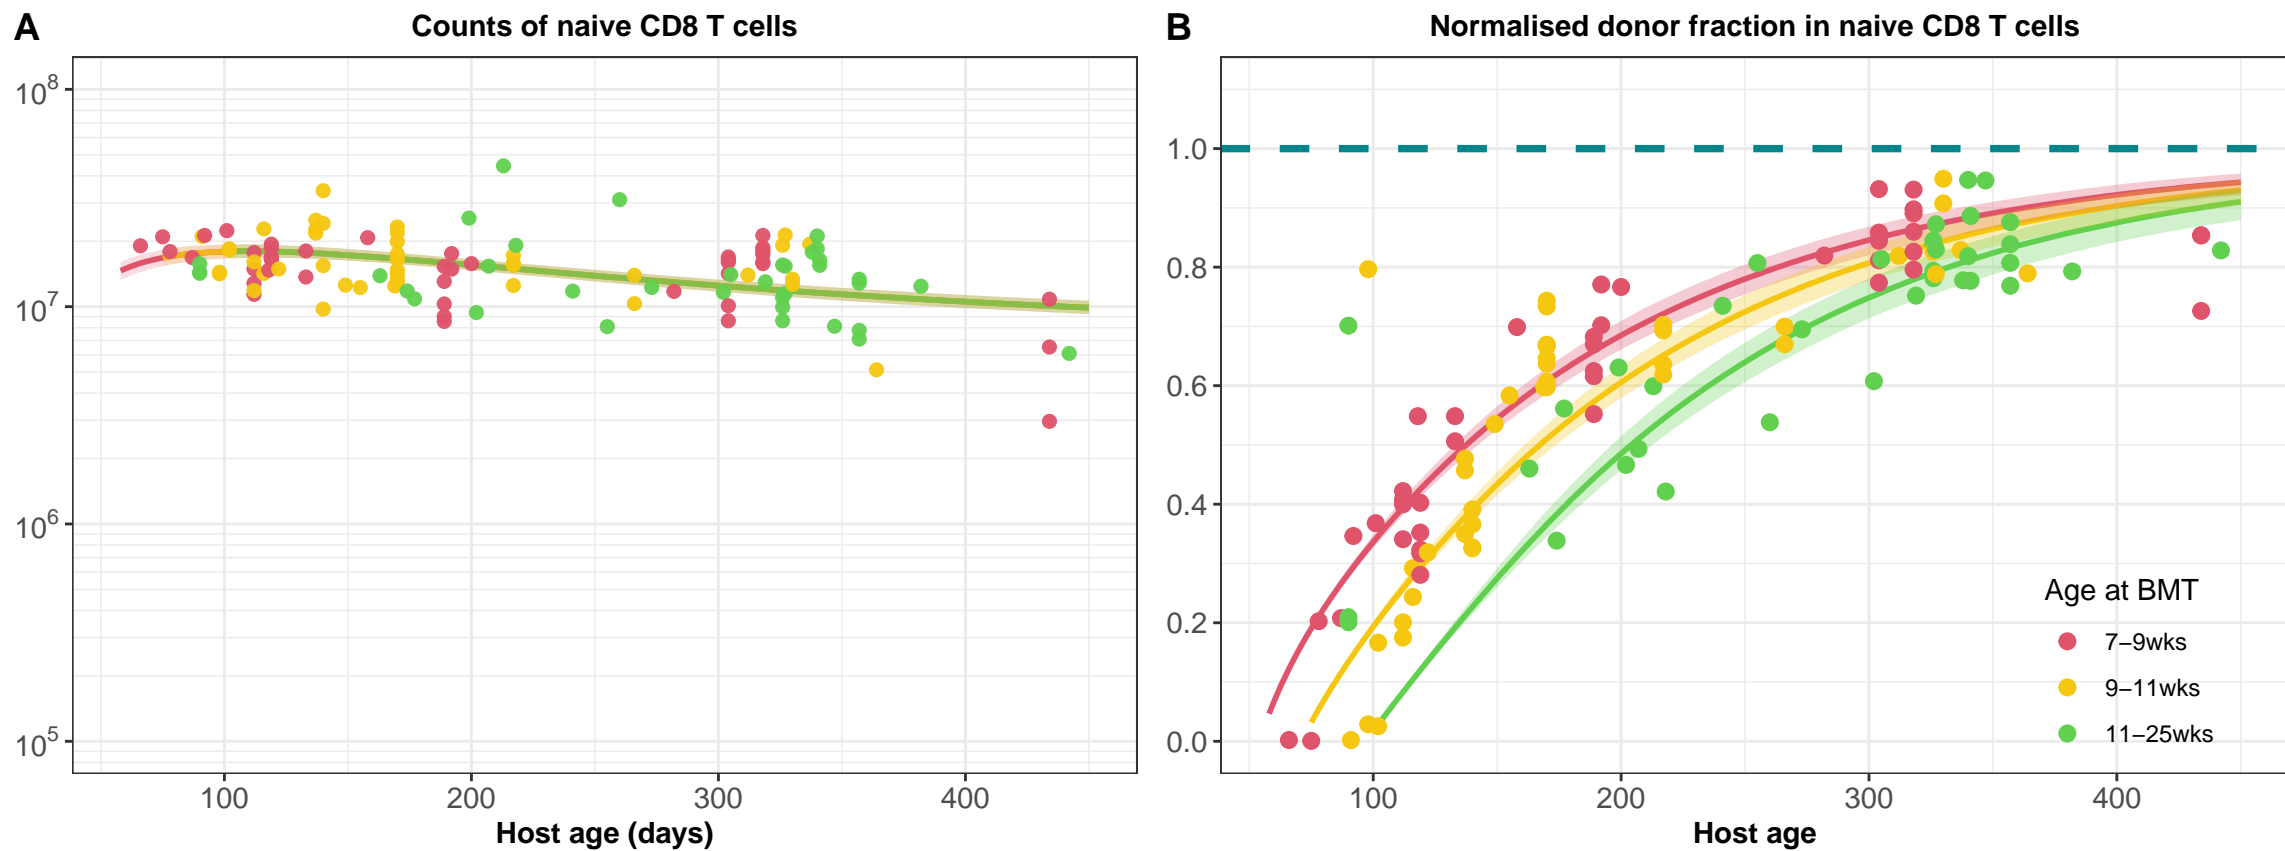 A
Counts of naive CD8 T cells
10^8
10^7
10^6
10^5
100 200 300 400
Host age (days)
B
Normalised donor fraction in naive CD8 T cells
1.0
0.8
0.6
0.4
0.2
0.0
Age at BMT
7–9wks
9–11wks
11–25wks
100 200 300 400
Host age